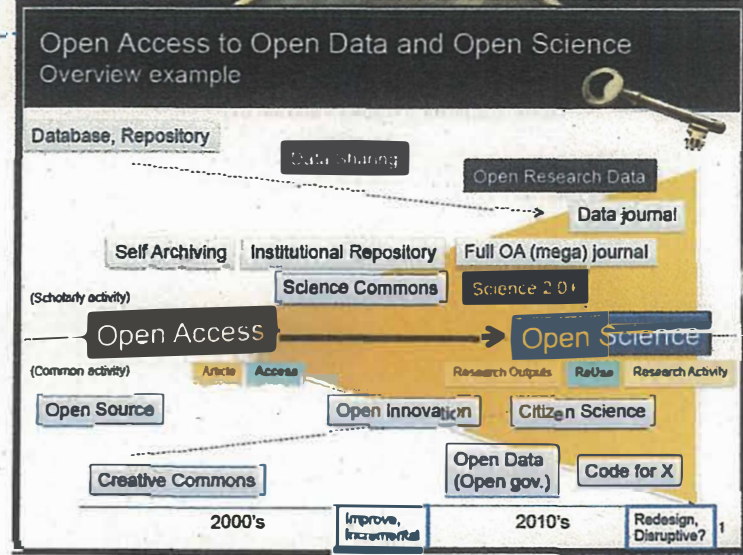 Open Access to Open Data and Open Science
Overview example
Database, Repository
Data Sharing
Open Research Data
Data journal
Self Archiving
Institutional Repository
Full OA (mega) journal
Science Commons
Science 2.0+
(Scholarly activity)
Open Access
Open Science
(Common activity)
Article
Access
Research Outputs
ReUse
Research Activity
Open Source
Open Innovation
Citizen Science
Creative Commons
Open Data
(Open gov.)
Code for X
2000's
Improve,
Incremental
2010's
Redesign,
Disruptive?
1